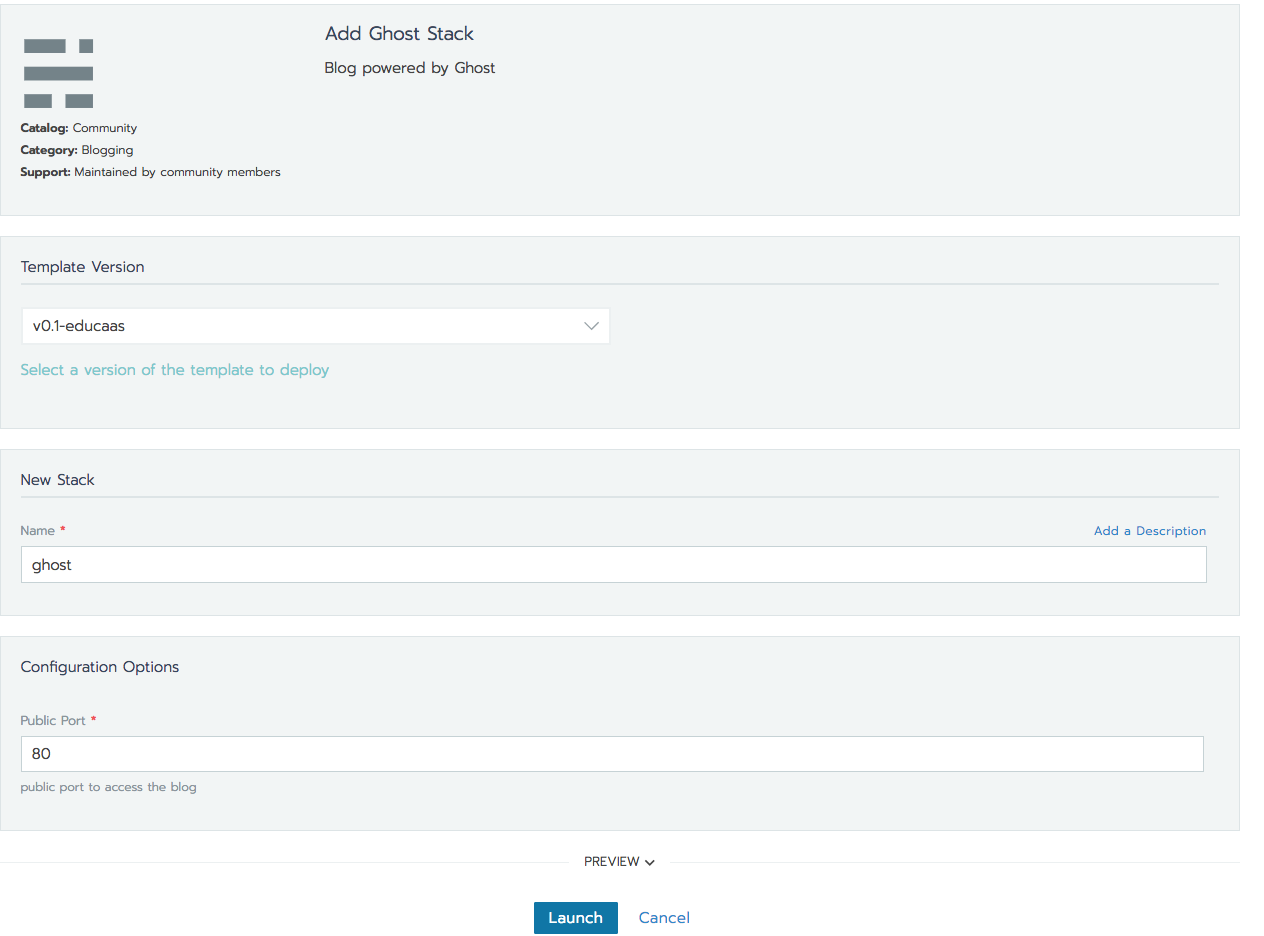 Add Ghost Stack
Blog powered by Ghost
Catalog: Community
Category: Blogging
Support: Maintained by community members
Template Version
v0.1-educaas
Select a version of the template to deploy
New Stack
Name * Add a Description
ghost
Configuration Options
Public Port *
80
public port to access the blog
PREVIEW
Launch Cancel